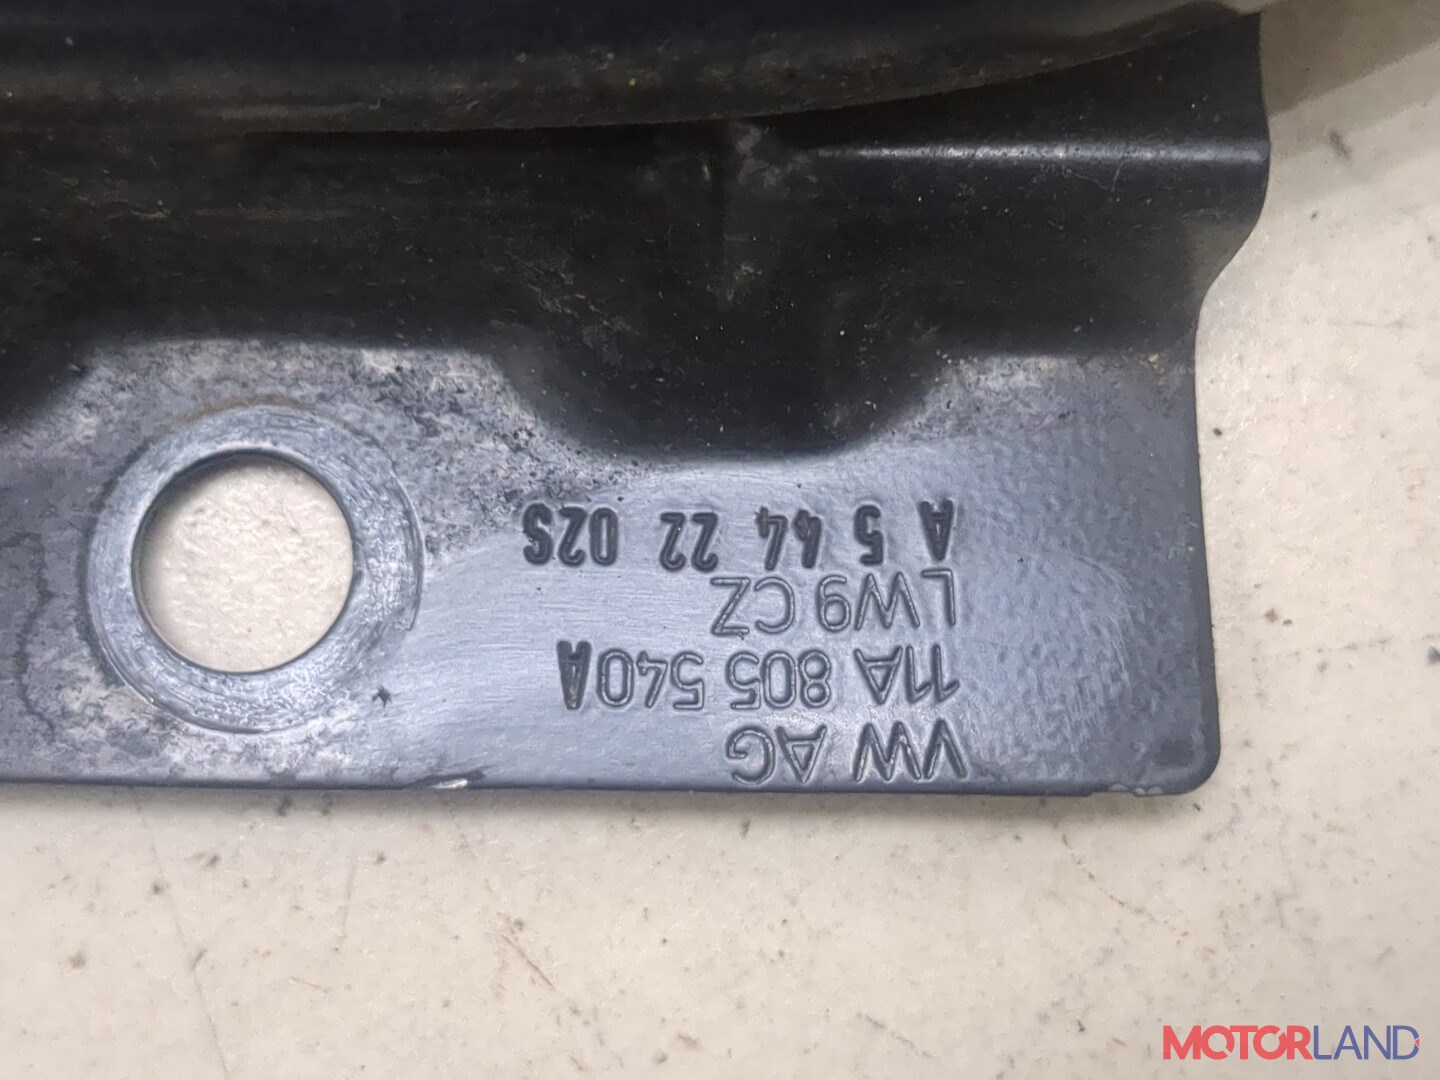 VW AG
11A 805 540A
LW9 CZ
A 5 44 22 02S
MOTORLAND